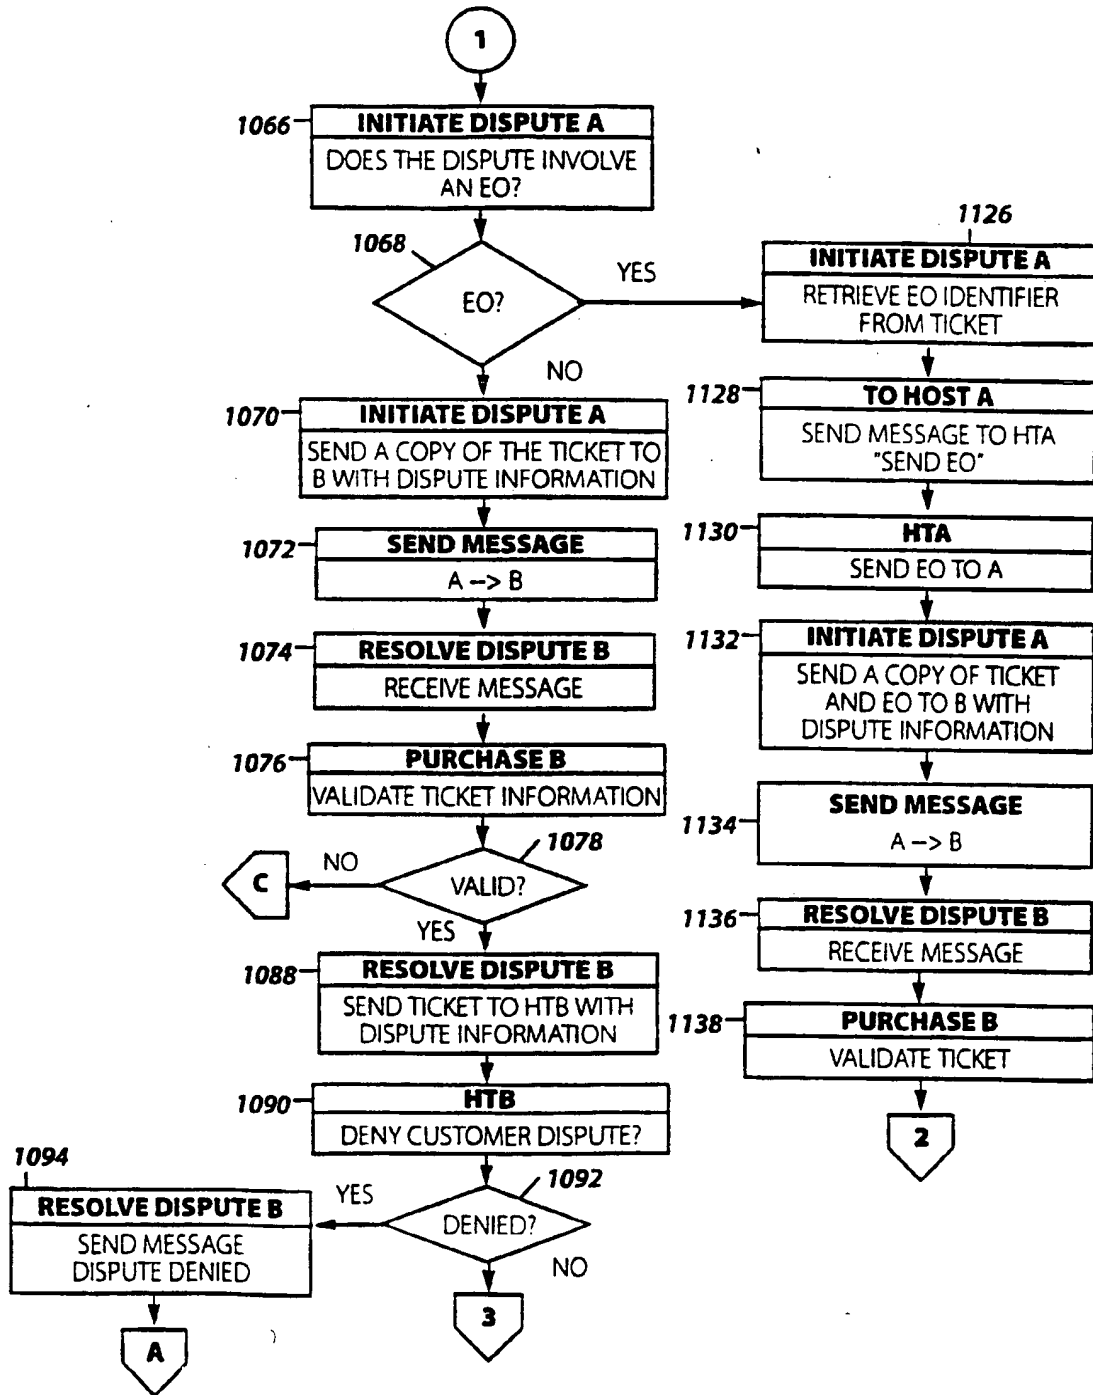 1
1066
INITIATE DISPUTE A
DOES THE DISPUTE INVOLVE
AN EO?
1068
EO?
YES
NO
1070
INITIATE DISPUTE A
SEND A COPY OF THE TICKET TO
B WITH DISPUTE INFORMATION
1072
SEND MESSAGE
A --> B
1074
RESOLVE DISPUTE B
RECEIVE MESSAGE
1076
PURCHASE B
VALIDATE TICKET INFORMATION
1078
VALID?
NO
C
YES
1088
RESOLVE DISPUTE B
SEND TICKET TO HTB WITH
DISPUTE INFORMATION
1090
HTB
DENY CUSTOMER DISPUTE?
1092
DENIED?
YES
NO
1094
RESOLVE DISPUTE B
SEND MESSAGE
DISPUTE DENIED
A
3
1126
INITIATE DISPUTE A
RETRIEVE EO IDENTIFIER
FROM TICKET
1128
TO HOST A
SEND MESSAGE TO HTA
"SEND EO"
1130
HTA
SEND EO TO A
1132
INITIATE DISPUTE A
SEND A COPY OF TICKET
AND EO TO B WITH
DISPUTE INFORMATION
1134
SEND MESSAGE
A --> B
1136
RESOLVE DISPUTE B
RECEIVE MESSAGE
1138
PURCHASE B
VALIDATE TICKET
2